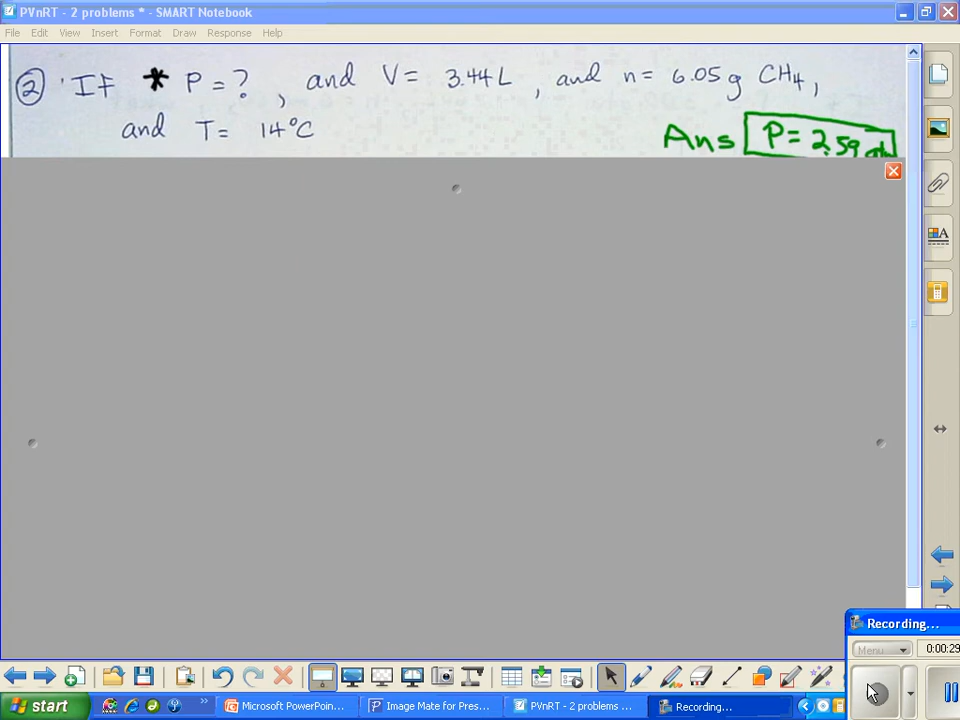 PVnRT - 2 problems * - SMART Notebook
File Edit View Insert Format Draw Response Help
② If * P = ? , and V = 3.44 L , and n = 6.05 g CH4 ,
and T = 14°C
Ans P = 2.59 atm
Recording...
Menu 0:00:29
start Microsoft PowerPoin... Image Mate for Pres... PVnRT - 2 problems ... Recording...